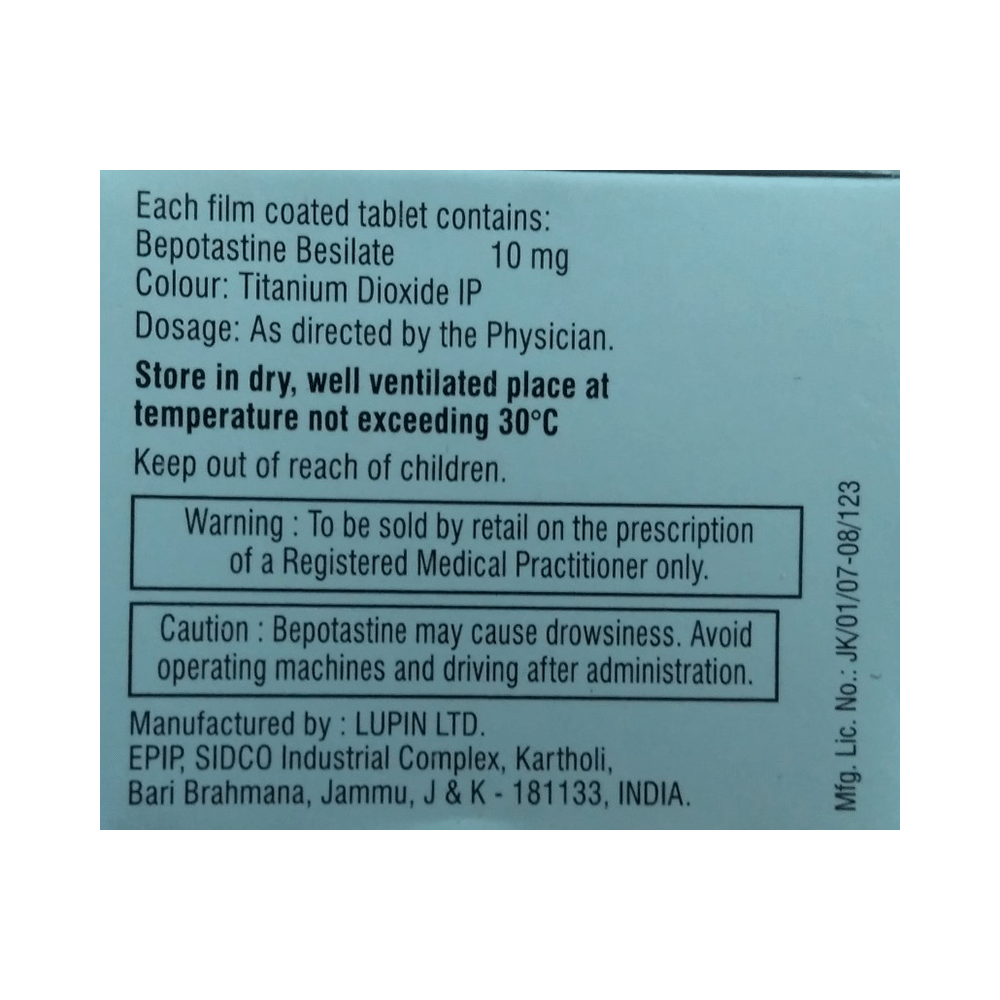 Each film coated tablet contains:
Bepotastine Besilate 10 mg
Colour: Titanium Dioxide IP
Dosage: As directed by the Physician.
Store in dry, well ventilated place at
temperature not exceeding 30°C
Keep out of reach of children.
Warning : To be sold by retail on the prescription
of a Registered Medical Practitioner only.
Caution : Bepotastine may cause drowsiness. Avoid
operating machines and driving after administration.
Manufactured by : LUPIN LTD.
EPIP, SIDCO Industrial Complex, Kartholi,
Bari Brahmana, Jammu, J & K - 181133, INDIA.
Mfg. Lic. No.: JK/01/07-08/123